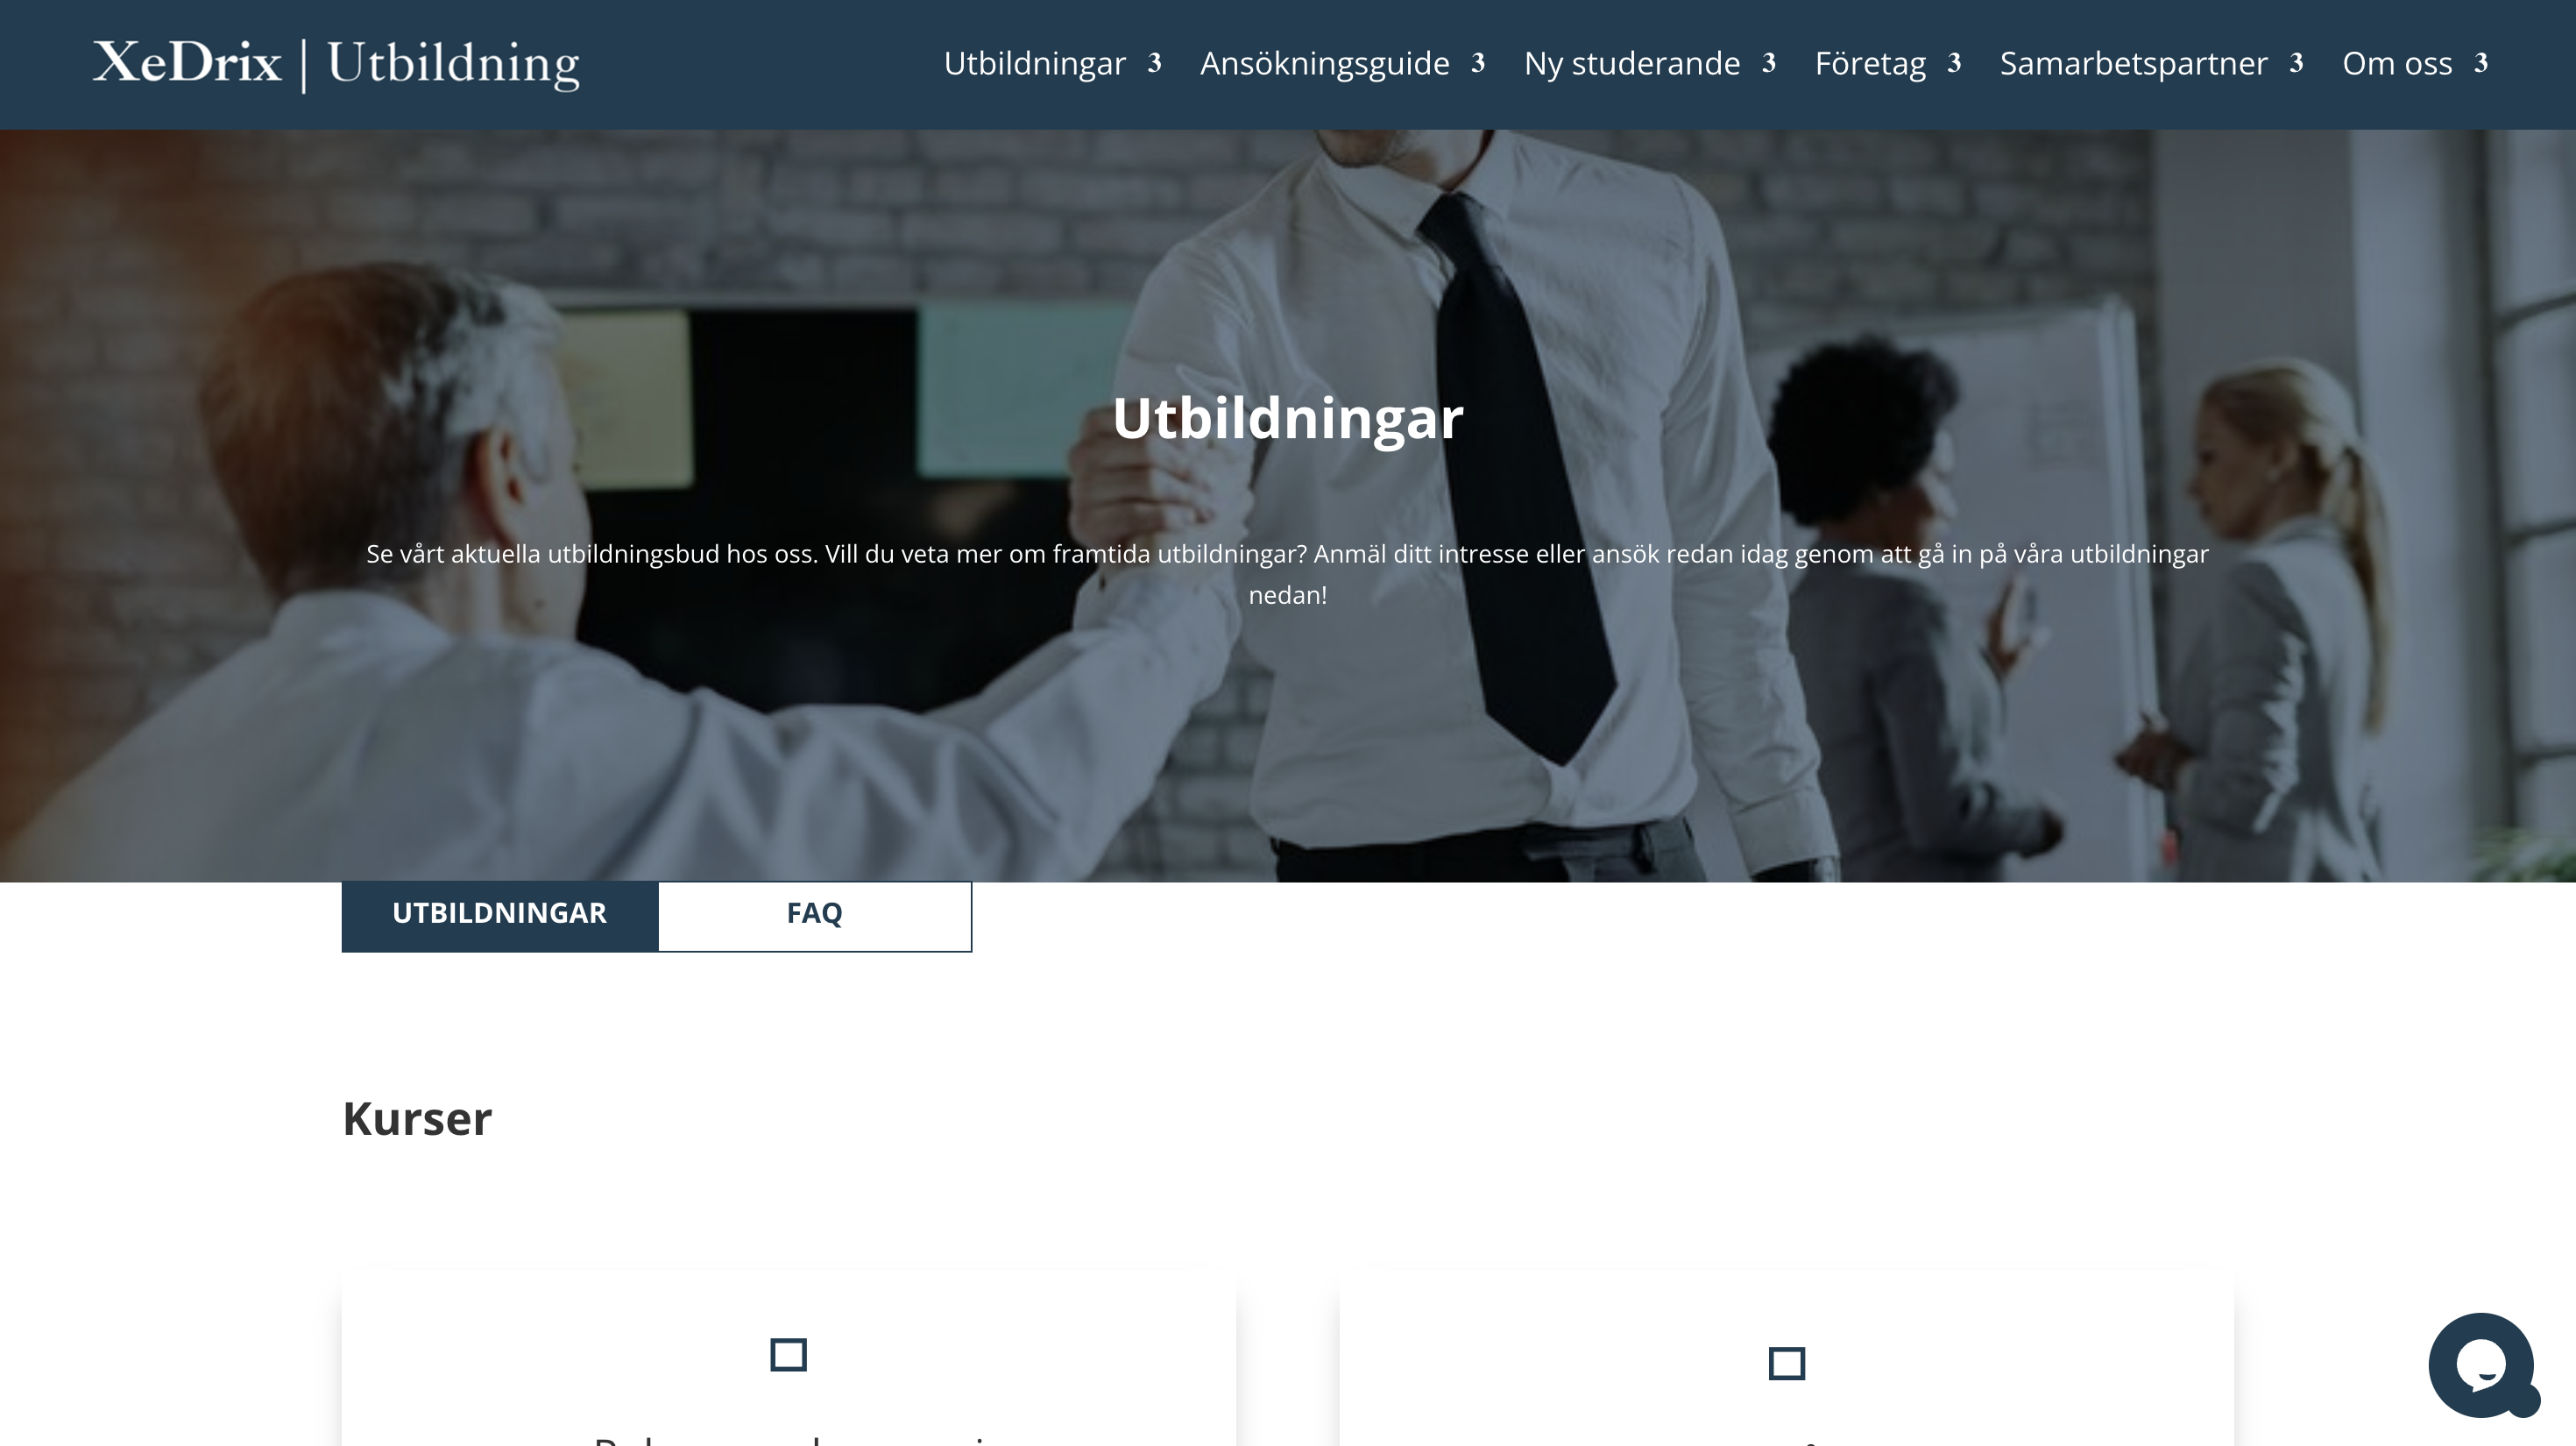 XeDrix | Utbildning
Utbildningar 3 Ansökningsguide 3 Ny studerande 3 Företag 3 Samarbetspartner 3 Om oss 3
Utbildningar
Se vårt aktuella utbildningsbud hos oss. Vill du veta mer om framtida utbildningar? Anmäl ditt intresse eller ansök redan idag genom att gå in på våra utbildningar
nedan!
UTBILDNINGAR
FAQ
Kurser